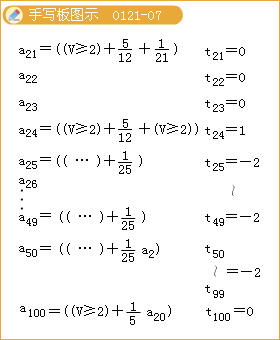 手写板图示 0121-07
a21=((V≥2)+5/12+1/21) t21=0
a22 t22=0
a23 t23=0
a24=((V≥2)+5/12+(V≥2)) t24=1
a25=((…)+1/25) t25=-2
a26
⋮ ~
a49=((…)+1/25) t49=-2
a50=((…)+1/25 a2) t50
~=-2
t99
a100=((V≥2)+1/5 a20) t100=0